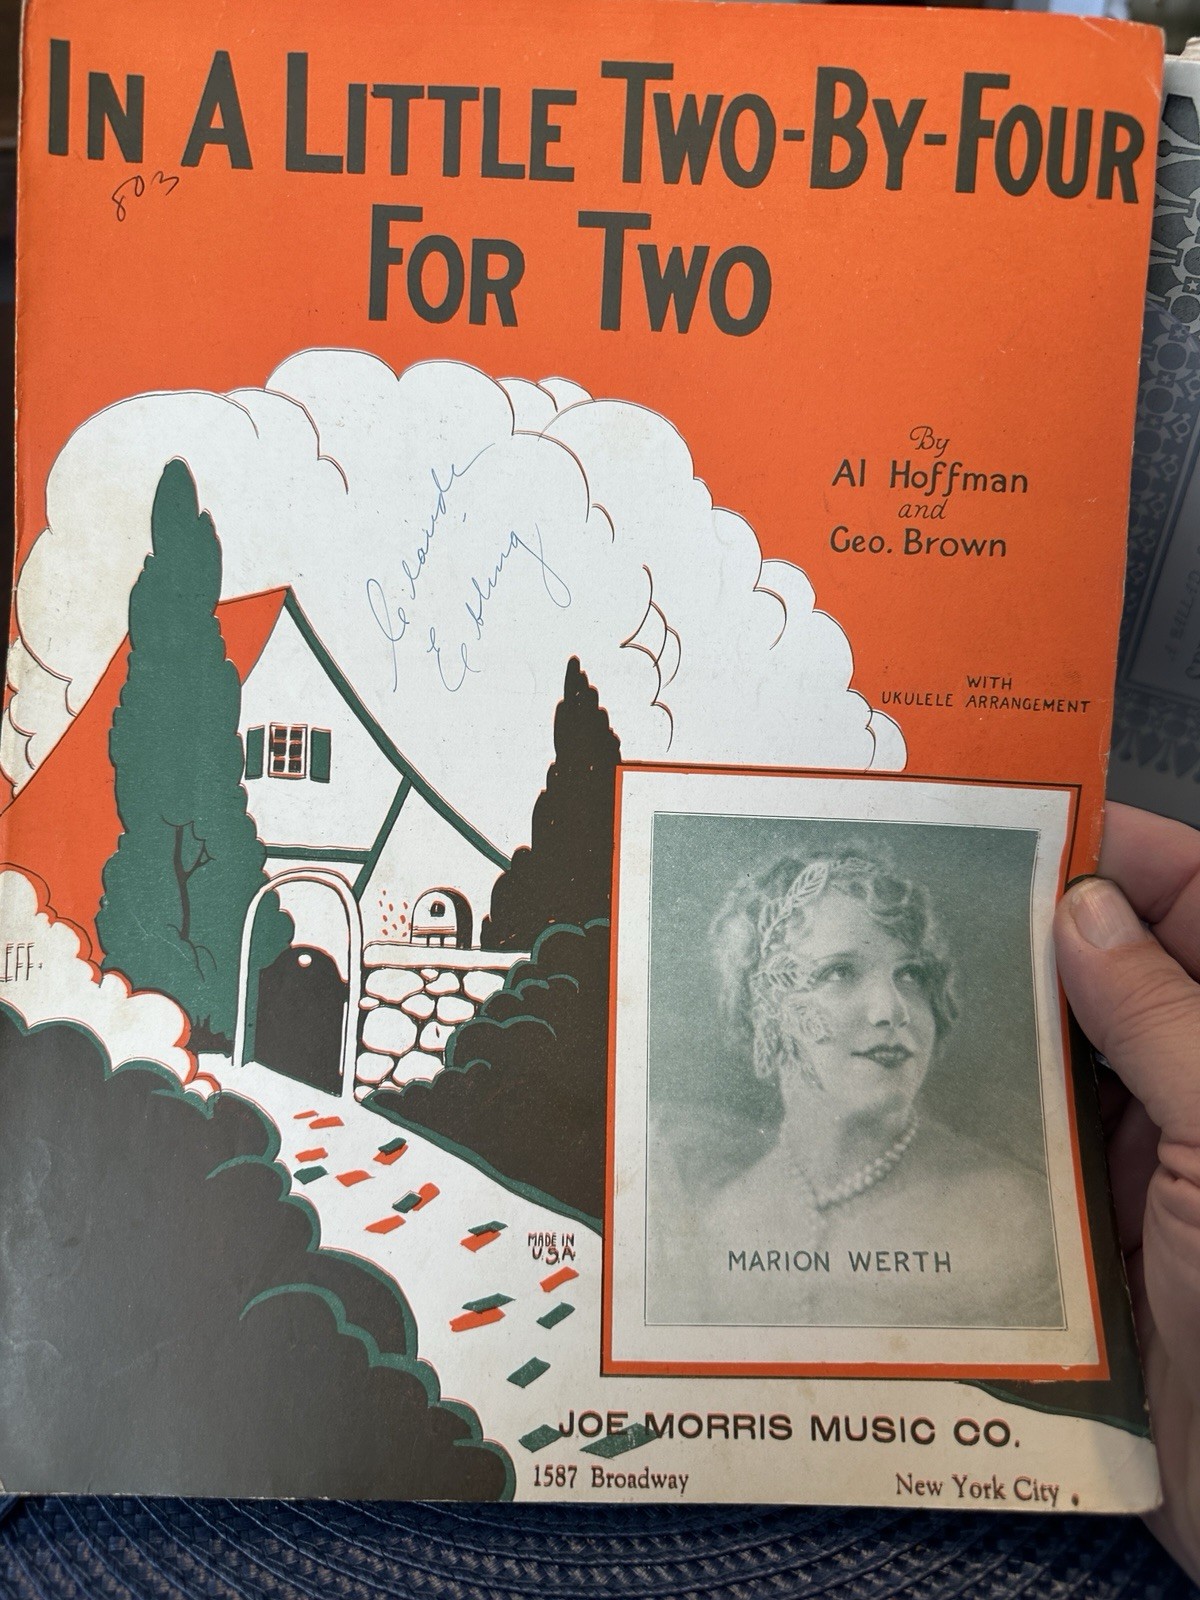 IN A LITTLE TWO-BY-FOUR
FOR TWO
803
By
Al Hoffman
and
Geo. Brown
WITH
UKULELE ARRANGEMENT
MADE IN
U.S.A.
MARION WERTH
JOE MORRIS MUSIC CO.
1587 Broadway
New York City.